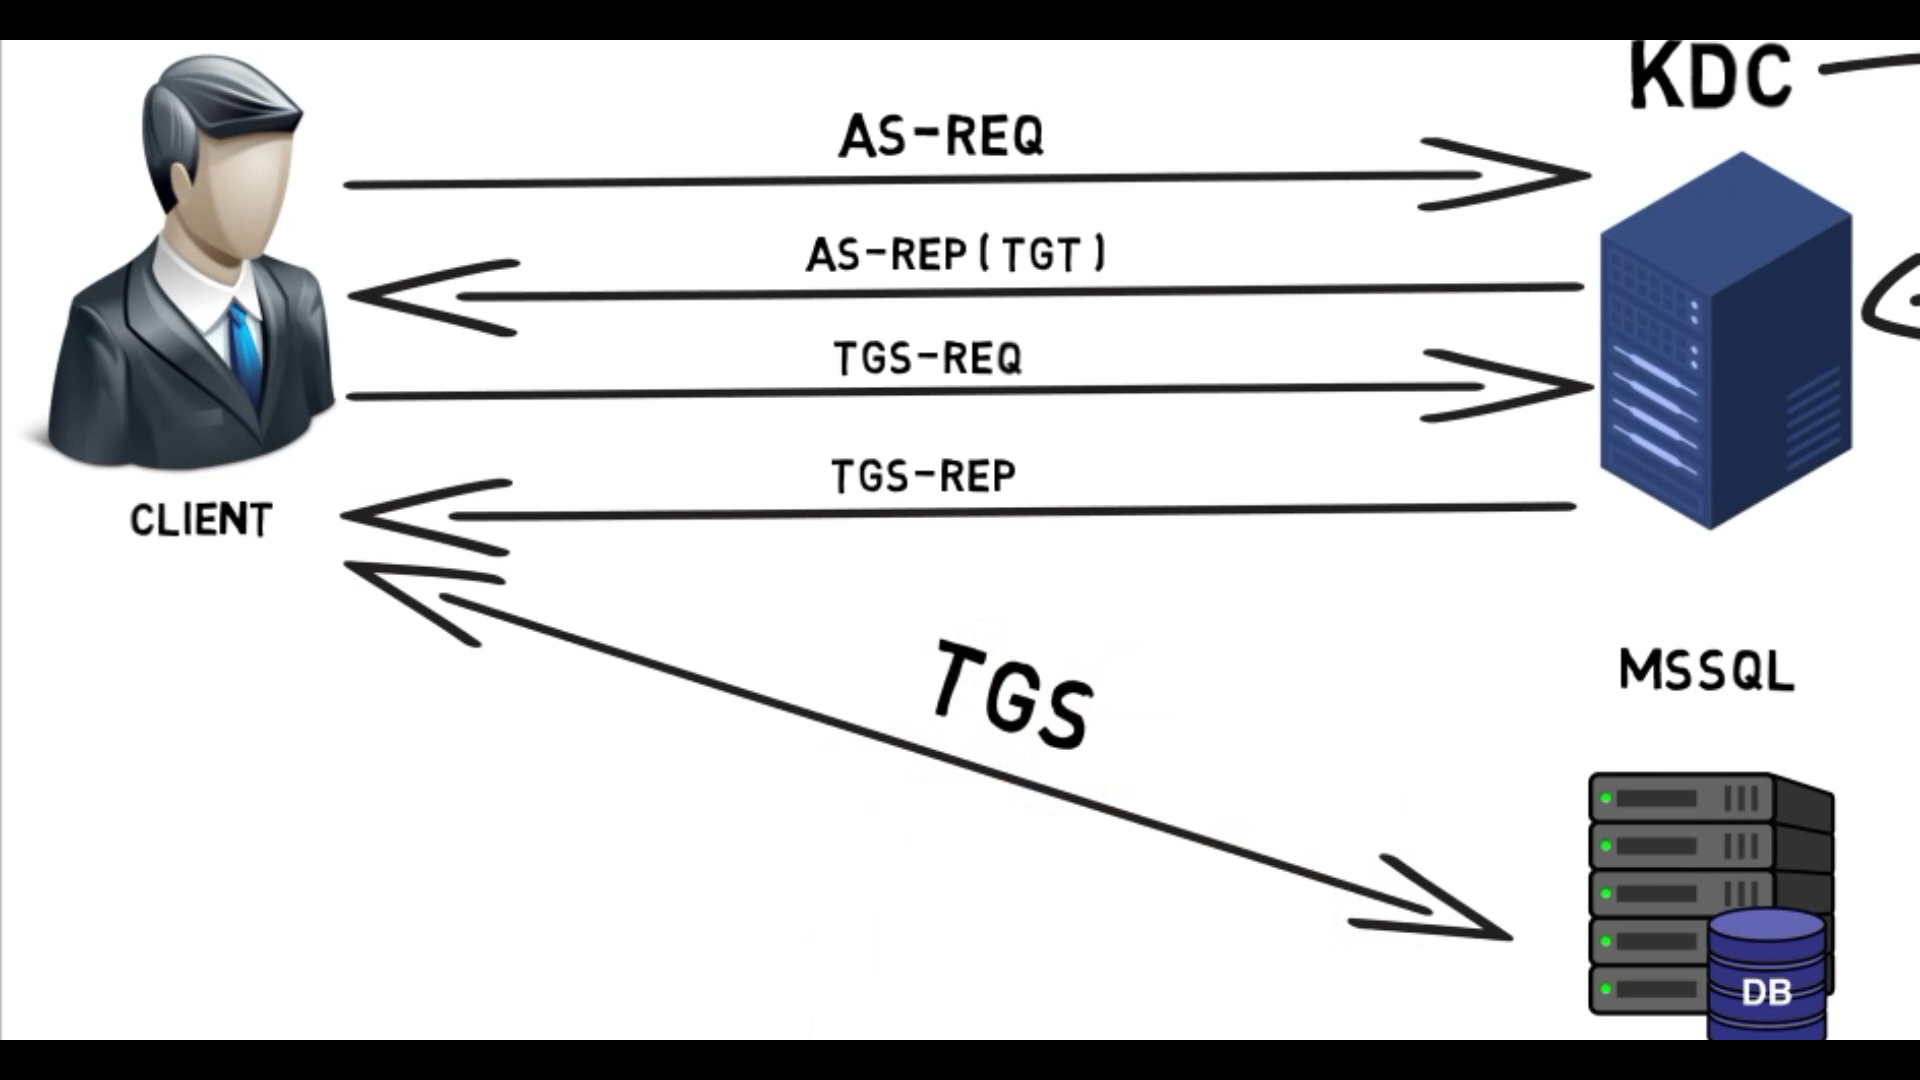 KDC
AS-REQ
AS-REP(TGT)
TGS-REQ
TGS-REP
CLIENT
TGS
MSSQL
DB